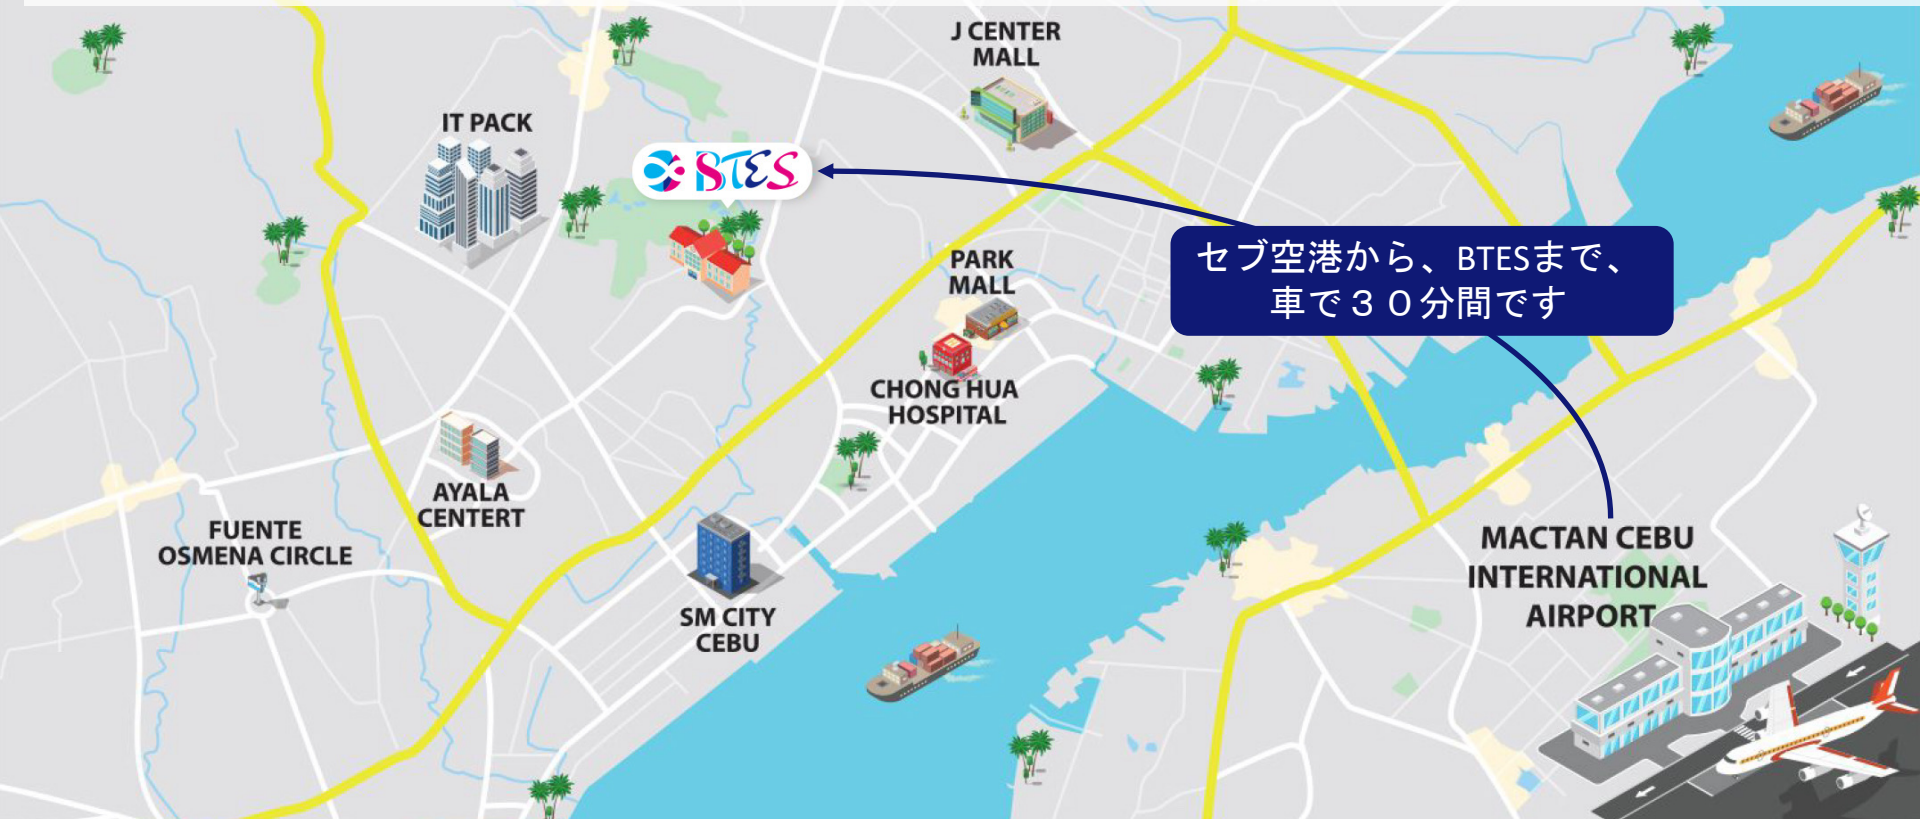 J CENTER
MALL
IT PACK
BTES
セブ空港から、BTESまで、
車で３０分間です
PARK
MALL
CHONG HUA
HOSPITAL
AYALA
CENTERT
FUENTE
OSMENA CIRCLE
MACTAN CEBU
INTERNATIONAL
AIRPORT
SM CITY
CEBU